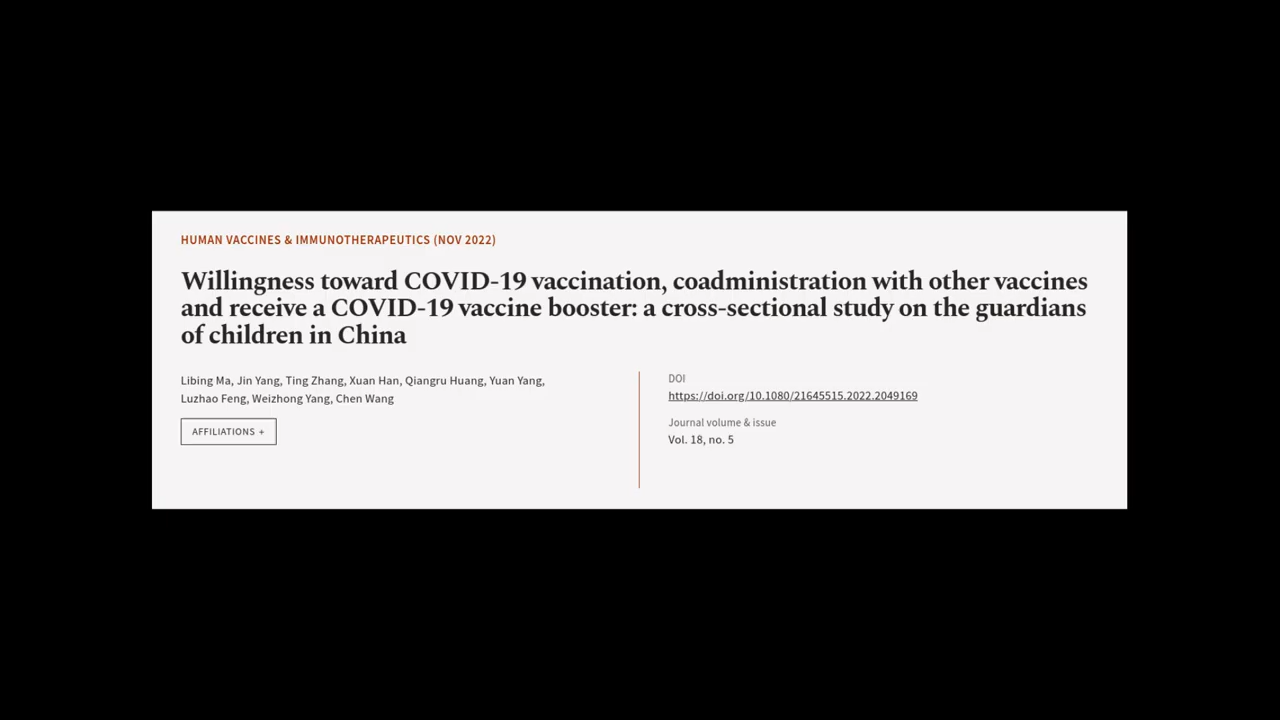 HUMAN VACCINES & IMMUNOTHERAPEUTICS (NOV 2022)
Willingness toward COVID-19 vaccination, coadministration with other vaccines
and receive a COVID-19 vaccine booster: a cross-sectional study on the guardians
of children in China
Libing Ma, Jin Yang, Ting Zhang, Xuan Han, Qiangru Huang, Yuan Yang,
Luzhao Feng, Weizhong Yang, Chen Wang
AFFILIATIONS +
DOI
https://doi.org/10.1080/21645515.2022.2049169
Journal volume & issue
Vol. 18, no. 5